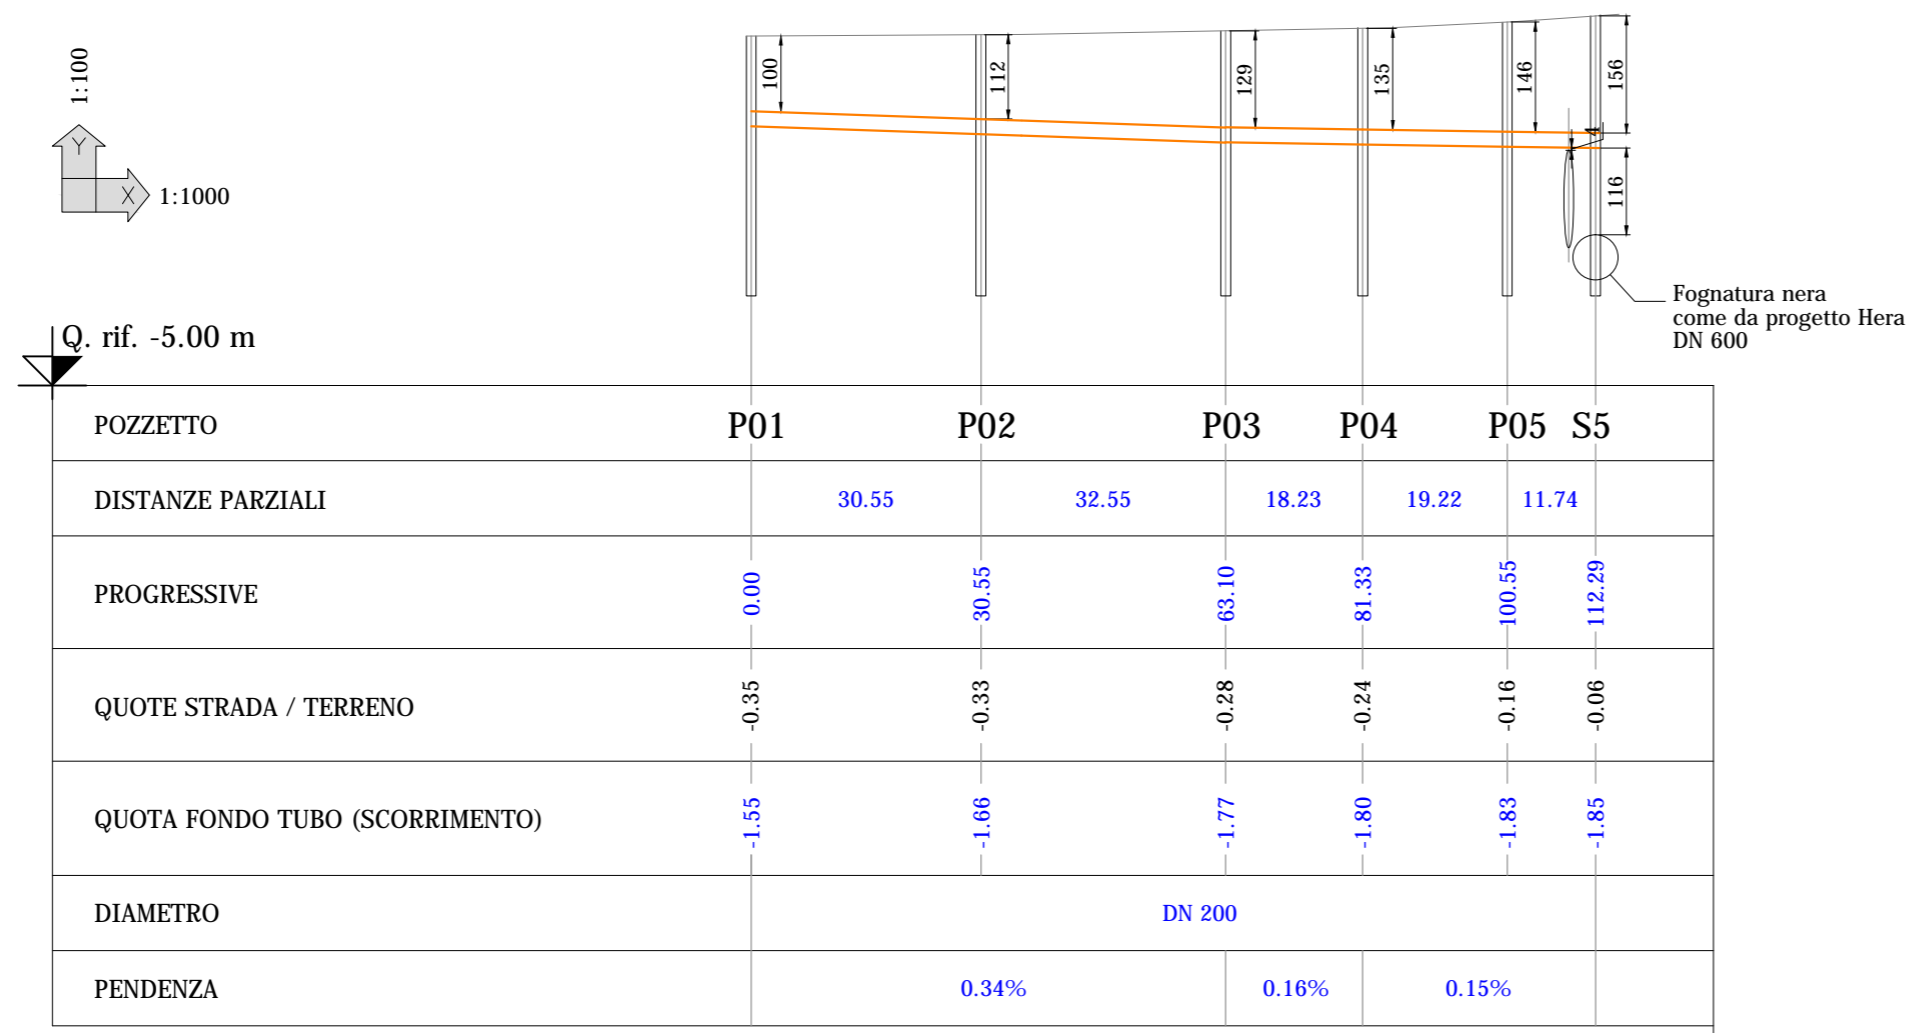 1:100
Y
X
1:1000
100
112
129
135
146
156
4
116
Fognatura nera
come da progetto Hera
DN 600
Q. rif. -5.00 m
POZZETTO P01 P02 P03 P04 P05 S5
DISTANZE PARZIALI 30.55 32.55 18.23 19.22 11.74
PROGRESSIVE 0.00 30.55 63.10 81.33 100.55 112.29
QUOTE STRADA / TERRENO -0.35 -0.33 -0.28 -0.24 -0.16 -0.06
QUOTA FONDO TUBO (SCORRIMENTO) -1.55 -1.66 -1.77 -1.80 -1.83 -1.85
DIAMETRO DN 200
PENDENZA 0.34% 0.16% 0.15%